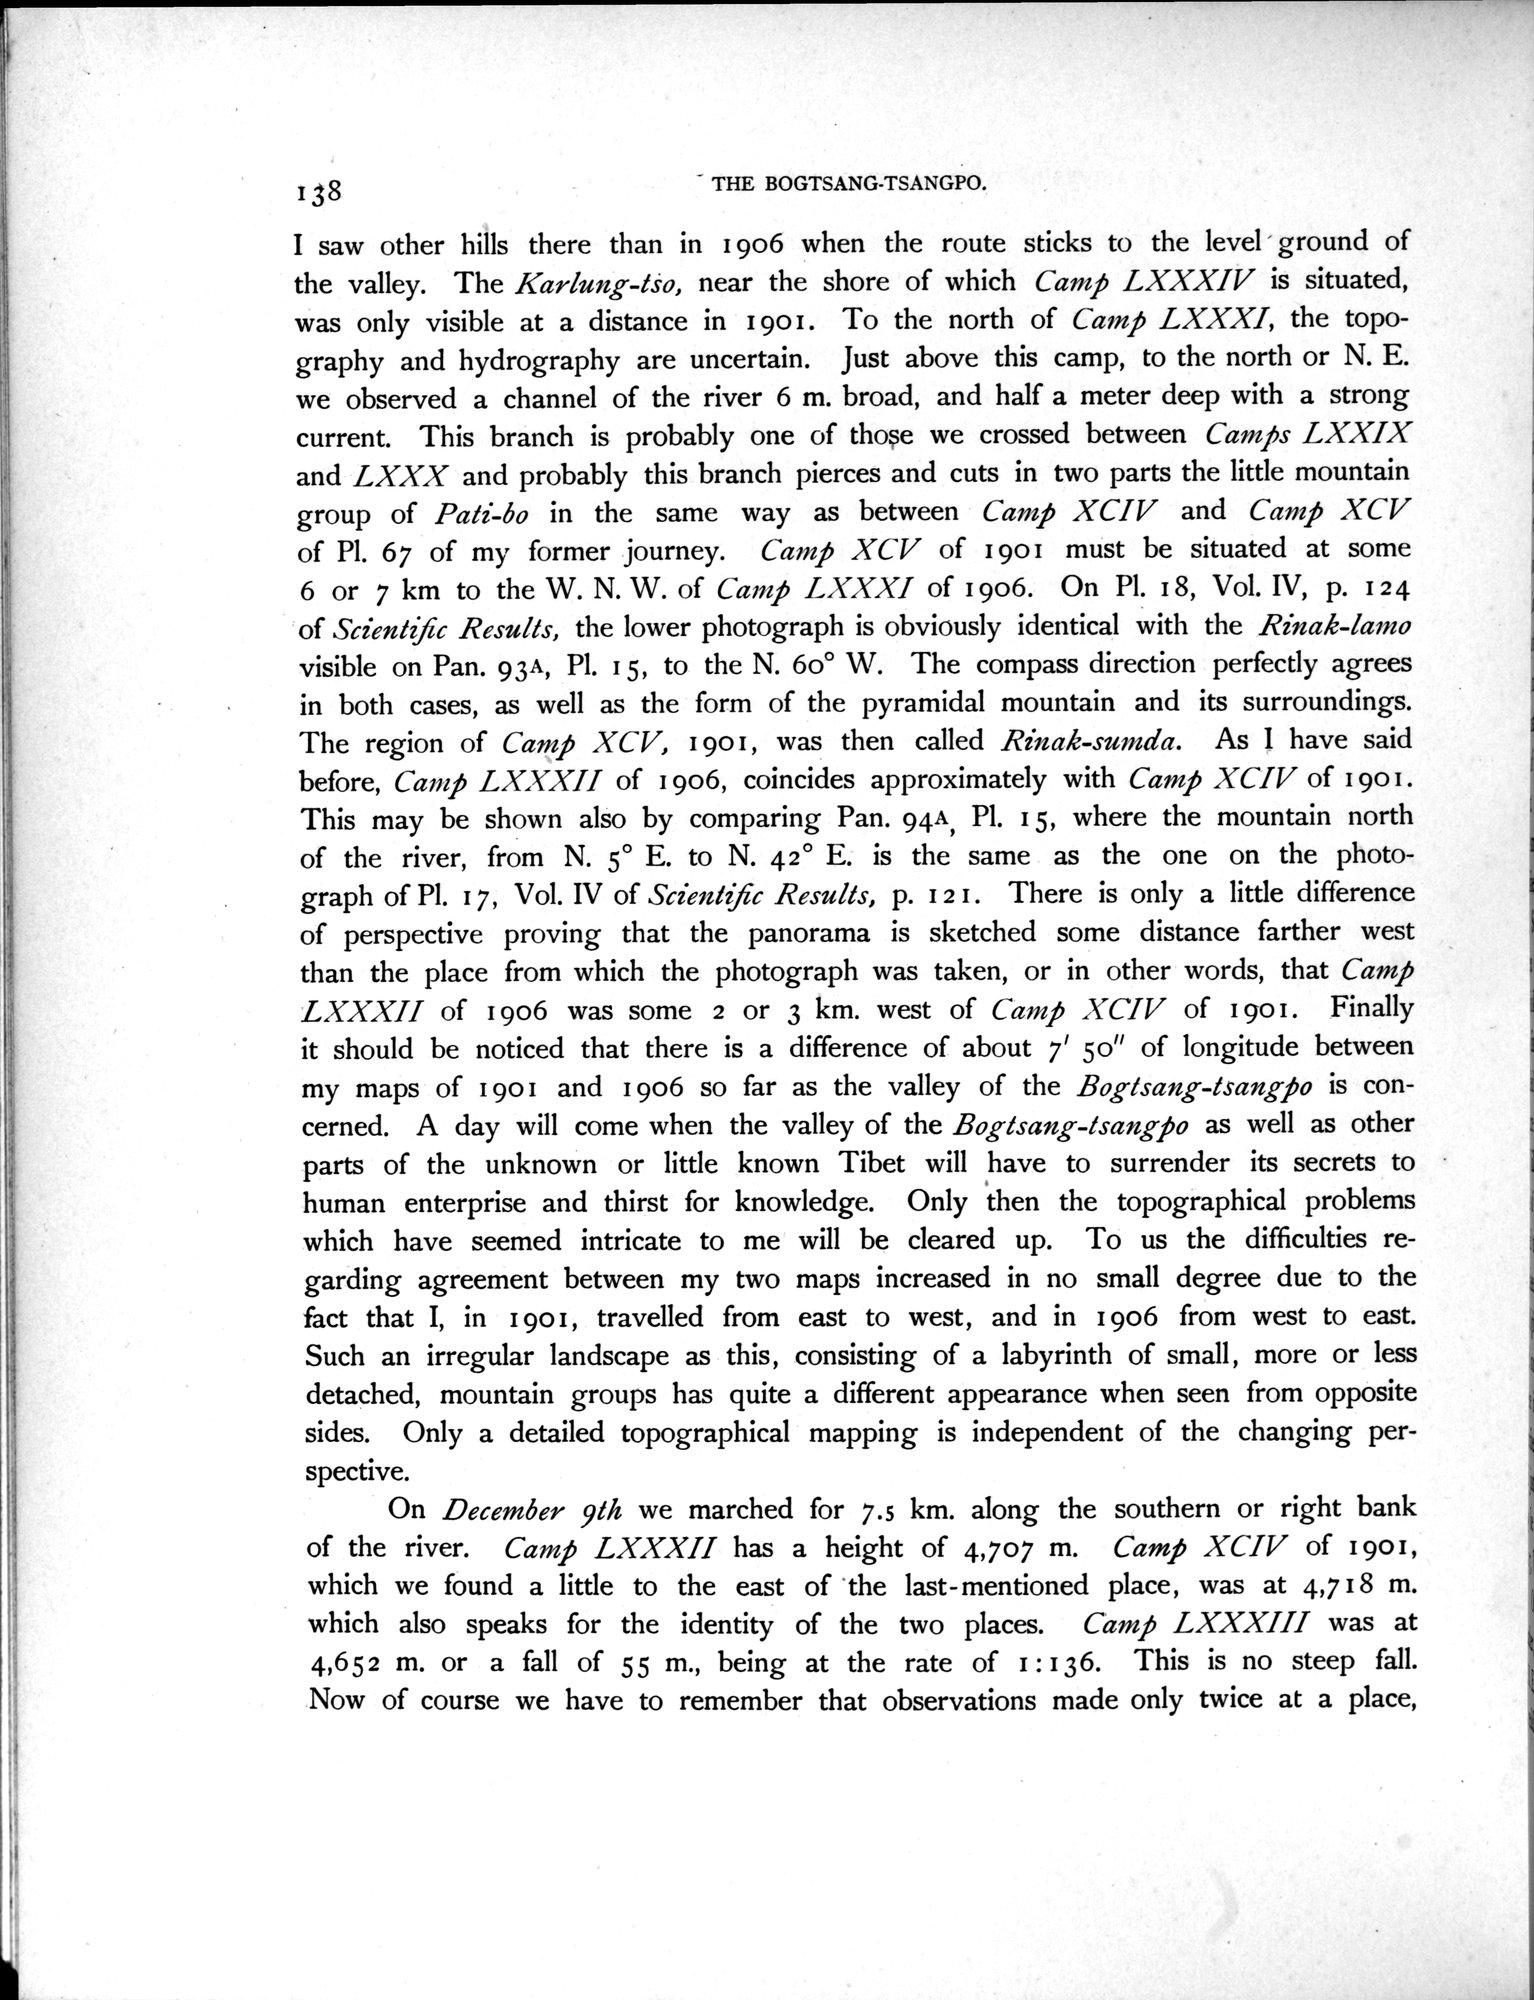 138
THE BOGTSANG-TSANGPO.
I saw other hills there than in 1906 when the route sticks to the level ground of
the valley. The Karlung-tso, near the shore of which Camp LXXXIV is situated,
was only visible at a distance in 1901. To the north of Camp LXXXI, the topo-
graphy and hydrography are uncertain. Just above this camp, to the north or N. E.
we observed a channel of the river 6 m. broad, and half a meter deep with a strong
current. This branch is probably one of those we crossed between Camps LXXIX
and LXXX and probably this branch pierces and cuts in two parts the little mountain
group of Pati-bo in the same way as between Camp XCIV and Camp XCV
of Pl. 67 of my former journey. Camp XCV of 1901 must be situated at some
6 or 7 km to the W. N. W. of Camp LXXXI of 1906. On Pl. 18, Vol. IV, p. 124
of Scientific Results, the lower photograph is obviously identical with the Rinak-lamo
visible on Pan. 93A, Pl. 15, to the N. 60° W. The compass direction perfectly agrees
in both cases, as well as the form of the pyramidal mountain and its surroundings.
The region of Camp XCV, 1901, was then called Rinak-sumda. As I have said
before, Camp LXXXII of 1906, coincides approximately with Camp XCIV of 1901.
This may be shown also by comparing Pan. 94A, Pl. 15, where the mountain north
of the river, from N. 5° E. to N. 42° E. is the same as the one on the photo-
graph of Pl. 17, Vol. IV of Scientific Results, p. 121. There is only a little difference
of perspective proving that the panorama is sketched some distance farther west
than the place from which the photograph was taken, or in other words, that Camp
LXXXII of 1906 was some 2 or 3 km. west of Camp XCIV of 1901. Finally
it should be noticed that there is a difference of about 7′ 50″ of longitude between
my maps of 1901 and 1906 so far as the valley of the Bogtsang-tsangpo is con-
cerned. A day will come when the valley of the Bogtsang-tsangpo as well as other
parts of the unknown or little known Tibet will have to surrender its secrets to
human enterprise and thirst for knowledge. Only then the topographical problems
which have seemed intricate to me will be cleared up. To us the difficulties re-
garding agreement between my two maps increased in no small degree due to the
fact that I, in 1901, travelled from east to west, and in 1906 from west to east.
Such an irregular landscape as this, consisting of a labyrinth of small, more or less
detached, mountain groups has quite a different appearance when seen from opposite
sides. Only a detailed topographical mapping is independent of the changing per-
spective.
On December 9th we marched for 7.5 km. along the southern or right bank
of the river. Camp LXXXII has a height of 4,707 m. Camp XCIV of 1901,
which we found a little to the east of the last-mentioned place, was at 4,718 m.
which also speaks for the identity of the two places. Camp LXXXIII was at
4,652 m. or a fall of 55 m., being at the rate of 1:136. This is no steep fall.
Now of course we have to remember that observations made only twice at a place,